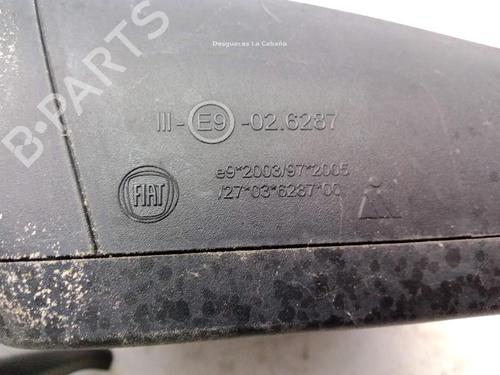 Desguaces La Cabaña
B-PARTS
III-E9-02.6287
e9*2003/97*2005
/27*03*6287*00
FIAT